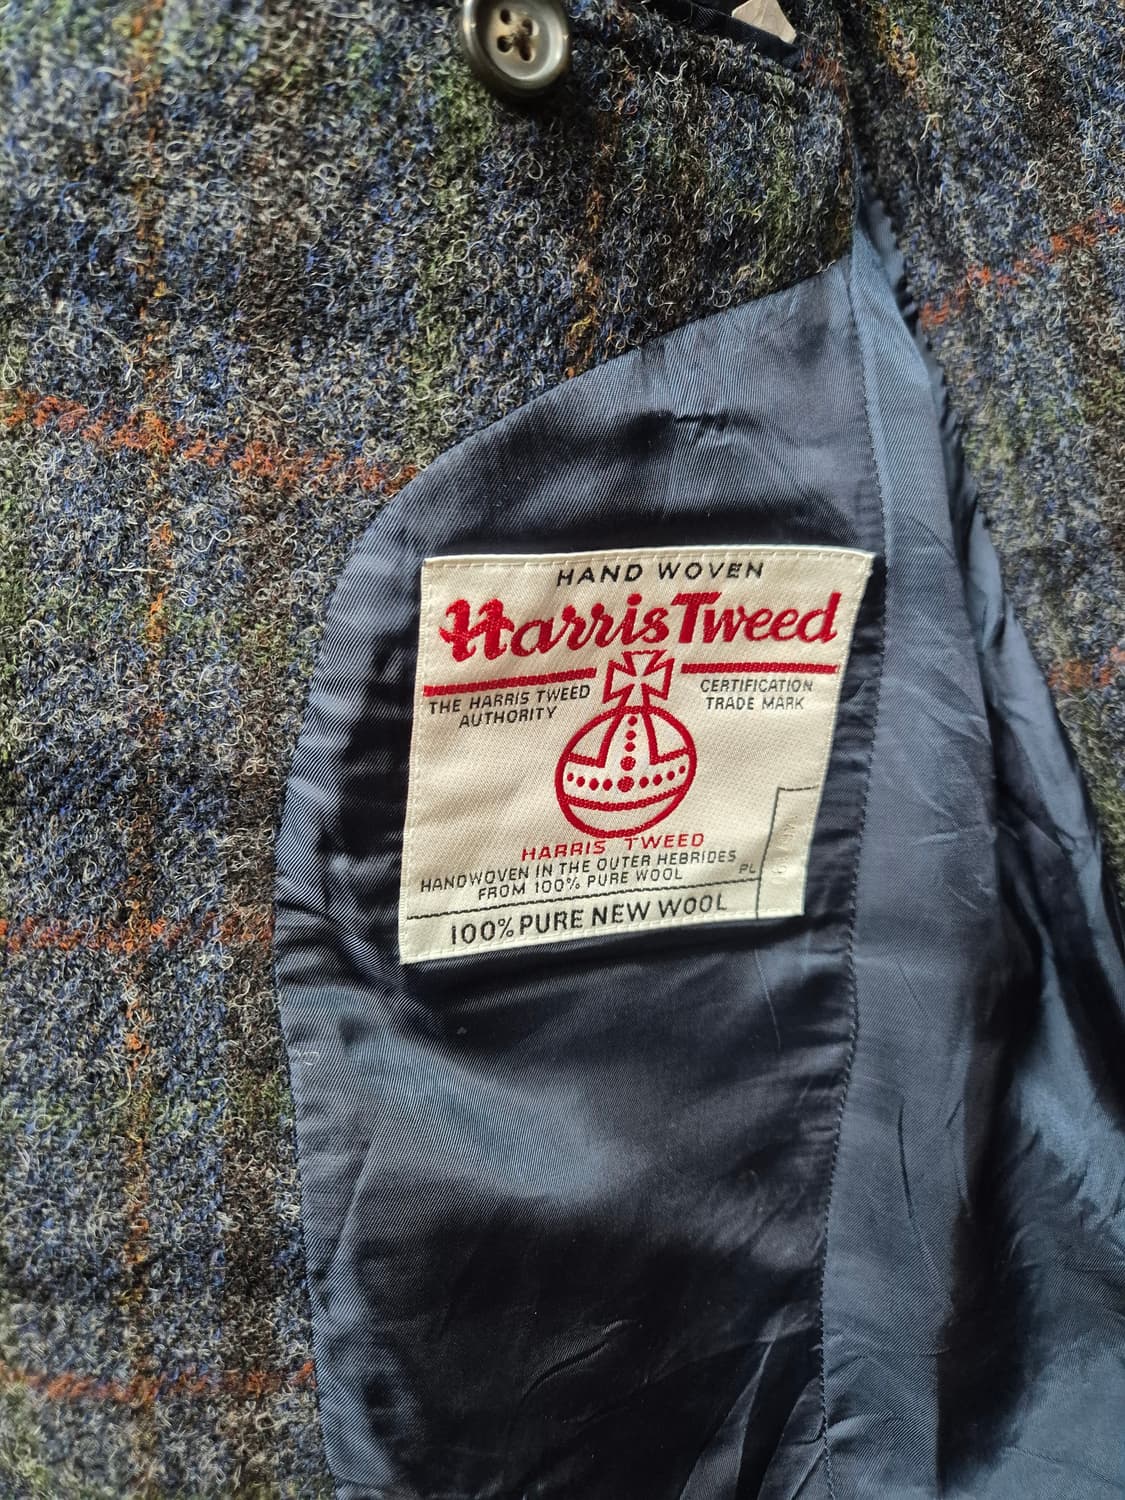 HAND WOVEN
Harris Tweed
THE HARRIS TWEED
AUTHORITY
CERTIFICATION
TRADE MARK
HARRIS TWEED
HANDWOVEN IN THE OUTER HEBRIDES
FROM 100% PURE WOOL
PL
100% PURE NEW WOOL